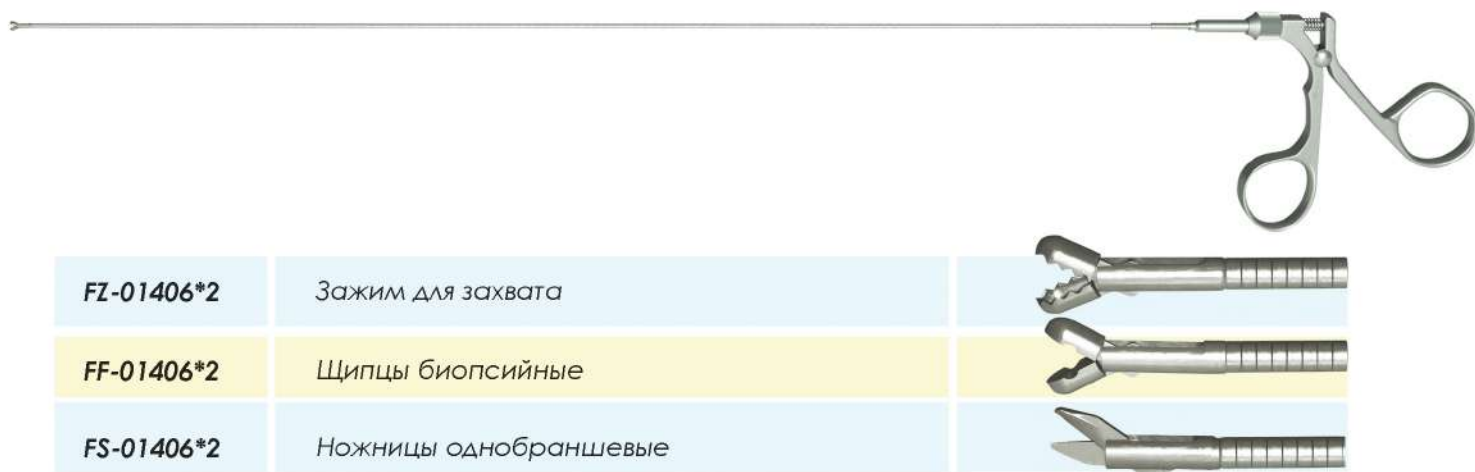 FZ-01406*2 Зажим для захвата
FF-01406*2 Щипцы биопсийные
FS-01406*2 Ножницы однобраншевые